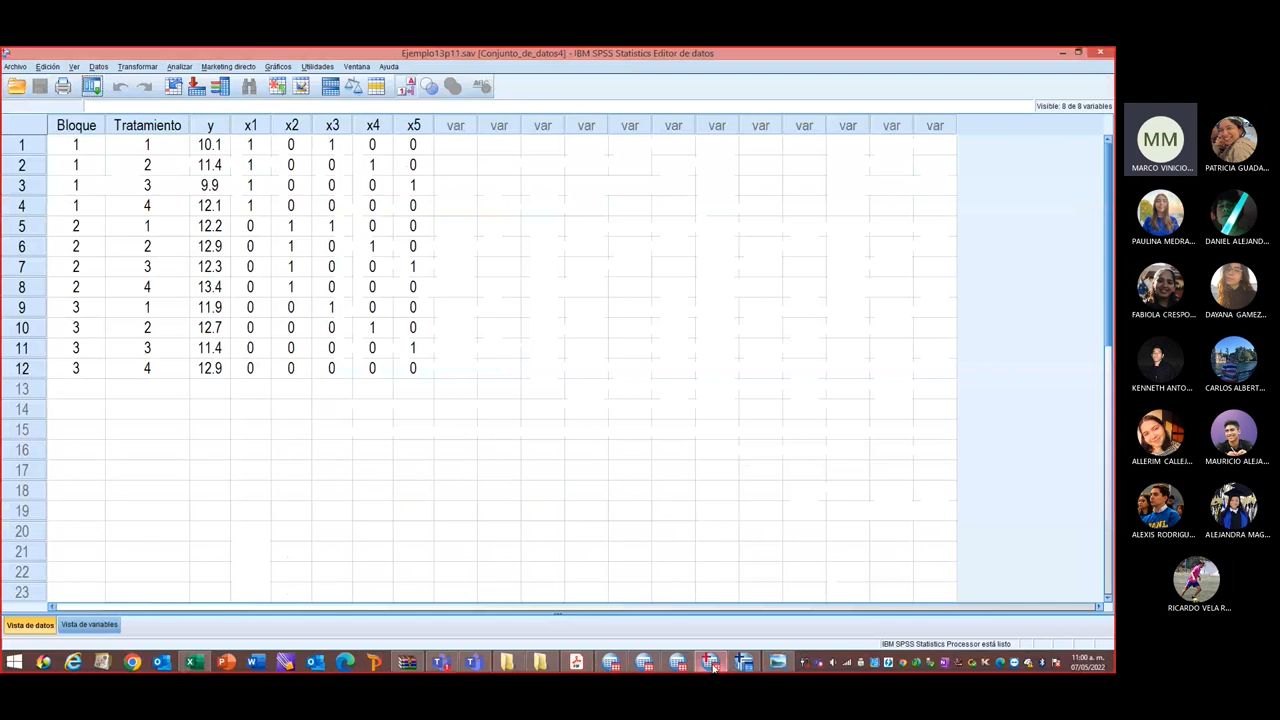 Ejemplo13p11.sav [Conjunto_de_datos4] - IBM SPSS Statistics Editor de datos
Archivo Edición Ver Datos Transformar Analizar Marketing directo Gráficos Utilidades Ventana Ayuda
Visible: 8 de 8 variables
Bloque Tratamiento y x1 x2 x3 x4 x5 var var var var var var var var var var var var
1 1 1 10.1 1 0 1 0 0
2 1 2 11.4 1 0 0 1 0
3 1 3 9.9 1 0 0 0 1
4 1 4 12.1 1 0 0 0 0
5 2 1 12.2 0 1 1 0 0
6 2 2 12.9 0 1 0 1 0
7 2 3 12.3 0 1 0 0 1
8 2 4 13.4 0 1 0 0 0
9 3 1 11.9 0 0 1 0 0
10 3 2 12.7 0 0 0 1 0
11 3 3 11.4 0 0 0 0 1
12 3 4 12.9 0 0 0 0 0
13
14
15
16
17
18
19
20
21
22
23
Vista de datos Vista de variables
IBM SPSS Statistics Processor está listo
11:00 a. m.
07/05/2022
MM
MARCO VINICIO... PATRICIA GUADA...
PAULINA MEDRA... DANIEL ALEJAND...
FABIOLA CRESPO... DAYANA GAMEZ...
KENNETH ANTO... CARLOS ALBERT...
ALLERIM CALLEJ... MAURICIO ALEJA...
ALEXIS RODRIGU... ALEJANDRA MAG...
RICARDO VELA R...